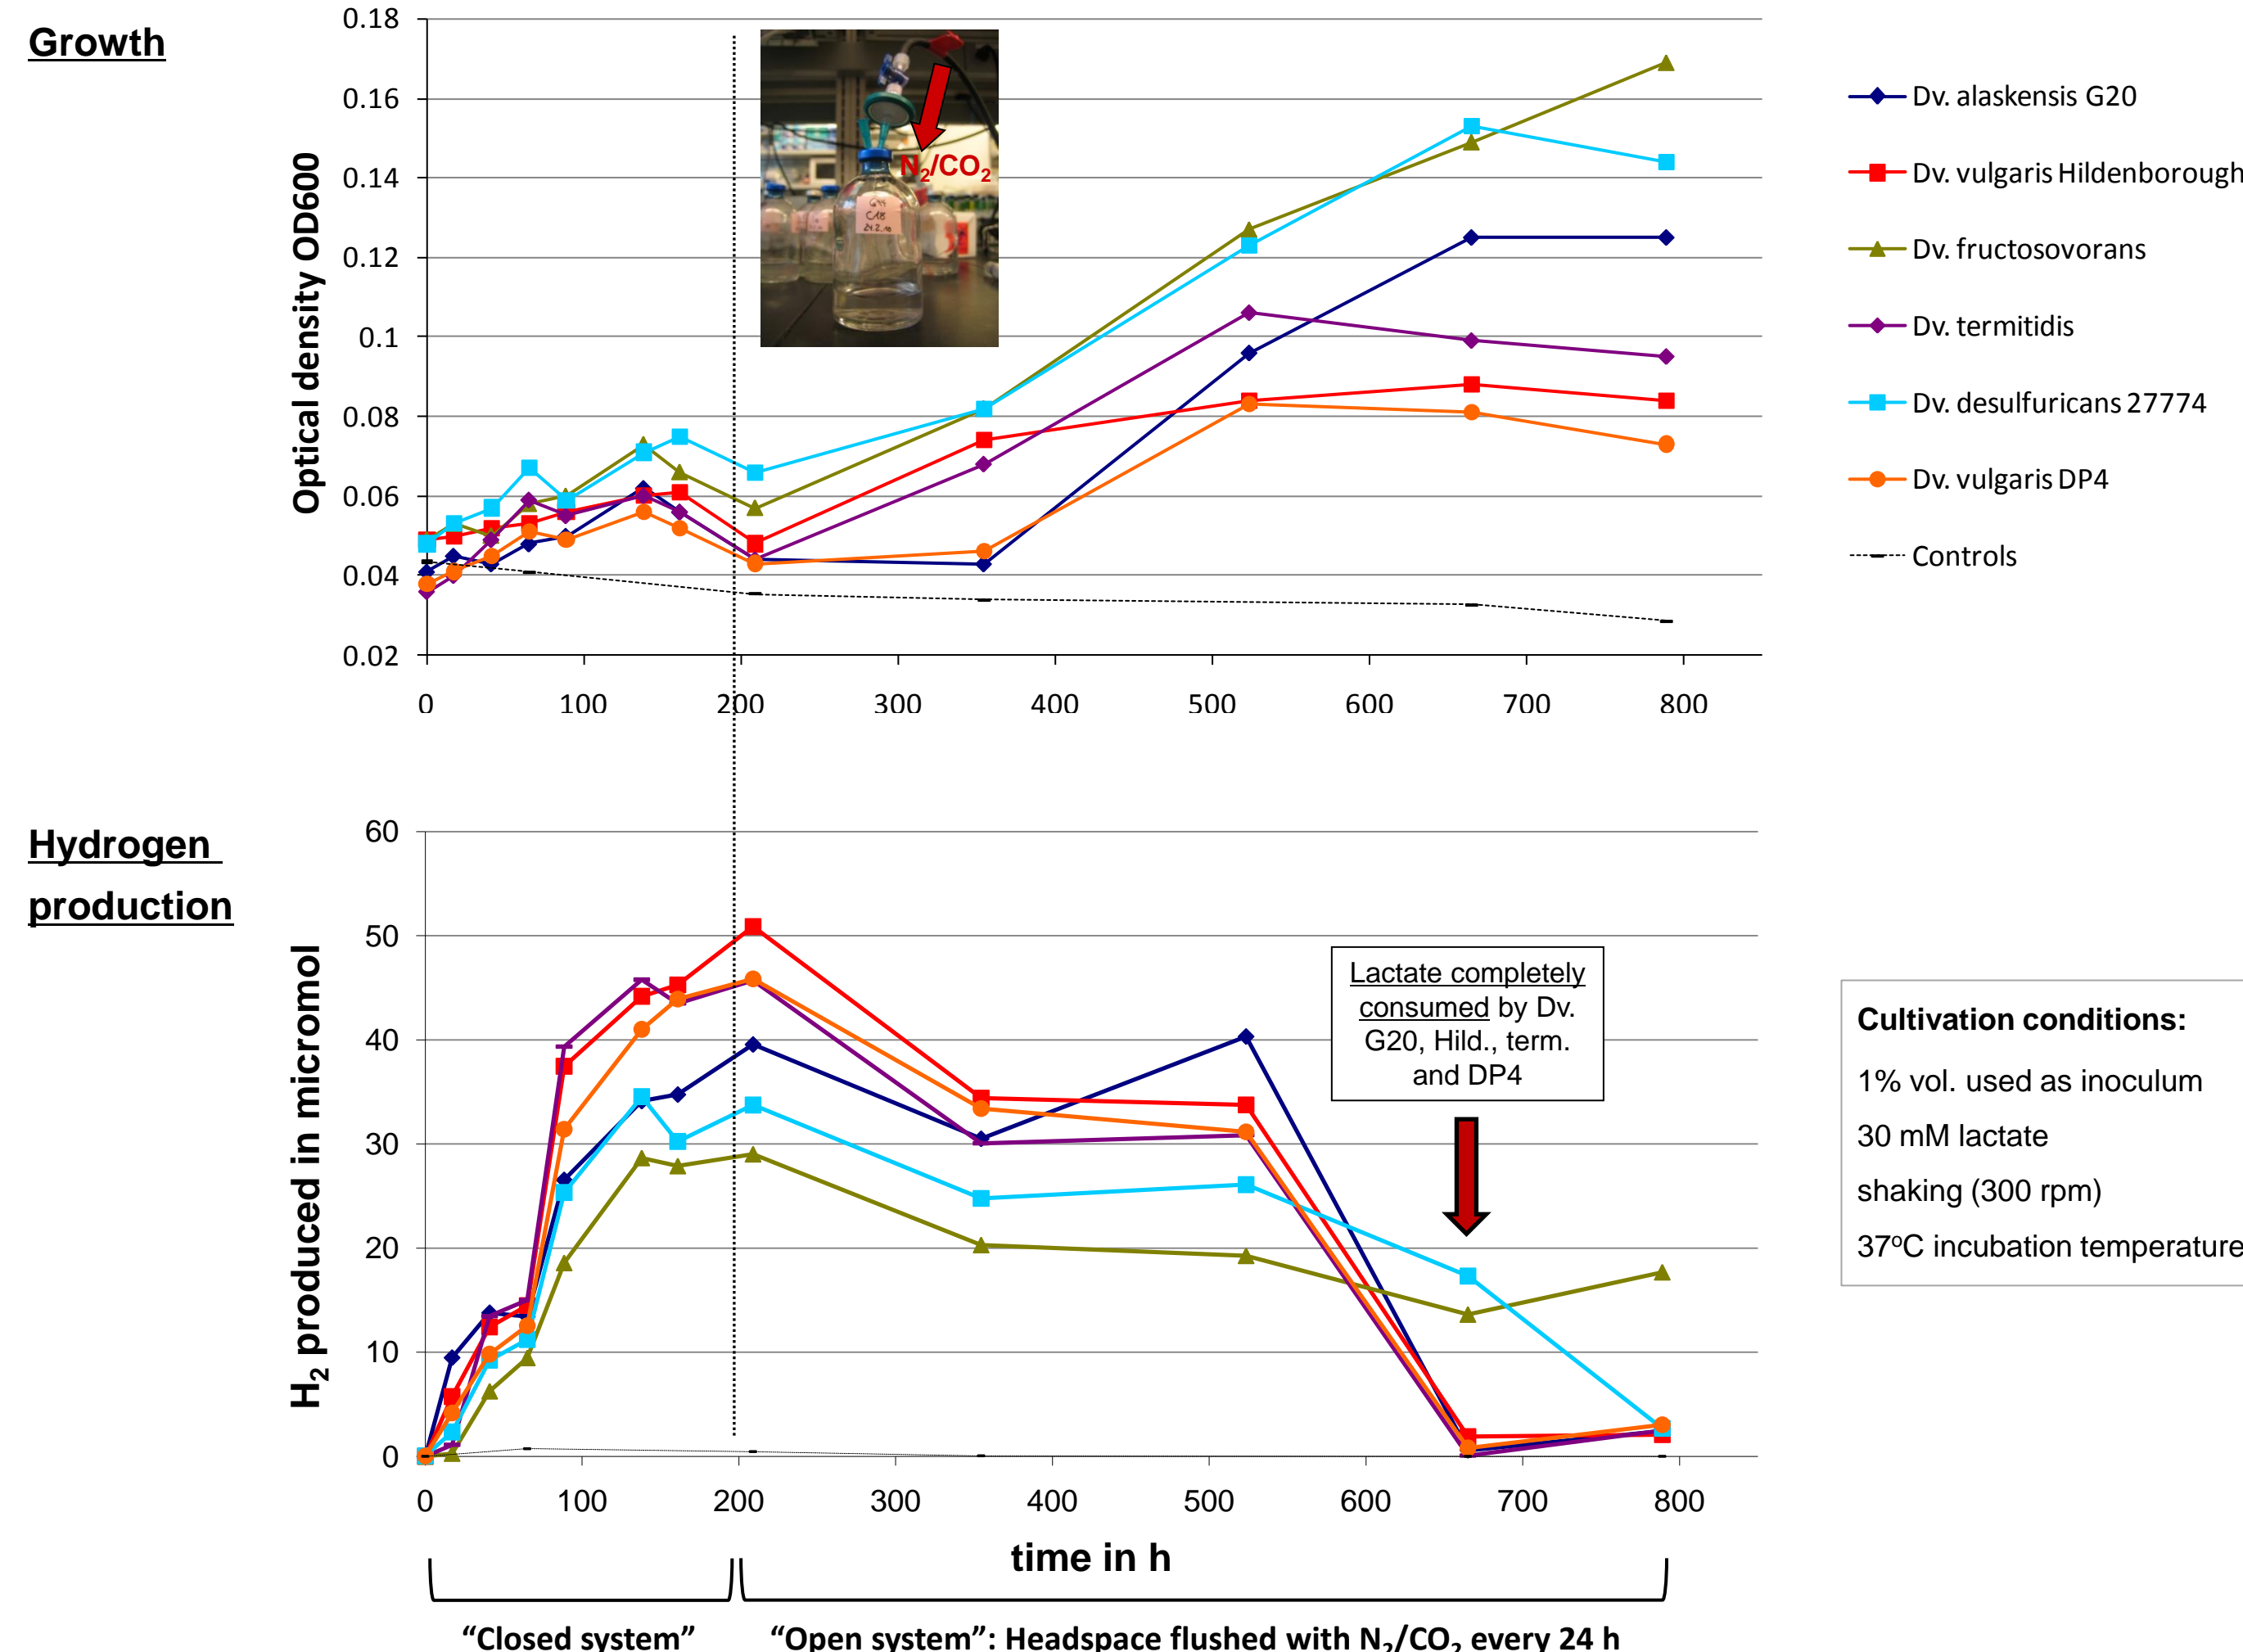 Growth
Optical density OD600
0.18
0.16
0.14
0.12
0.1
0.08
0.06
0.04
0.02
0 100 200 300 400 500 600 700 800
N₂/CO₂
C18
24.2.10
Dv. alaskensis G20
Dv. vulgaris Hildenborough
Dv. fructosovorans
Dv. termitidis
Dv. desulfuricans 27774
Dv. vulgaris DP4
Controls
Hydrogen
production
H₂ produced in micromol
60
50
40
30
20
10
0
0 100 200 300 400 500 600 700 800
time in h
Lactate completely
consumed by Dv.
G20, Hild., term.
and DP4
Cultivation conditions:
1% vol. used as inoculum
30 mM lactate
shaking (300 rpm)
37ºC incubation temperature
“Closed system”
“Open system”: Headspace flushed with N₂/CO₂ every 24 h